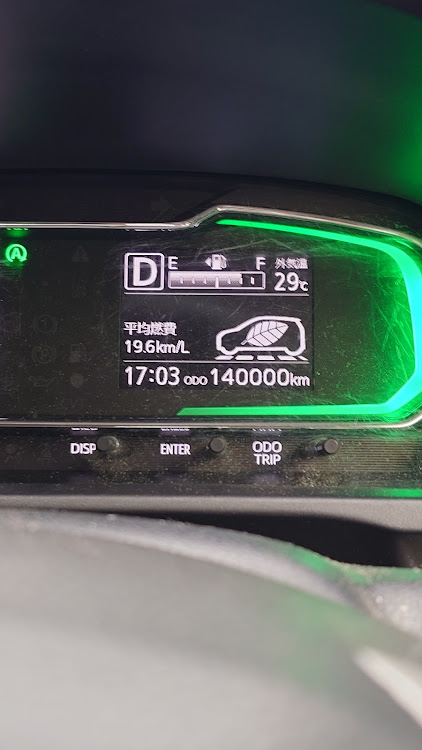 A
D
E F
外気温
29℃
平均燃費
19.6km/L
17:03 ODO 140000km
DISP ENTER ODO
TRIP